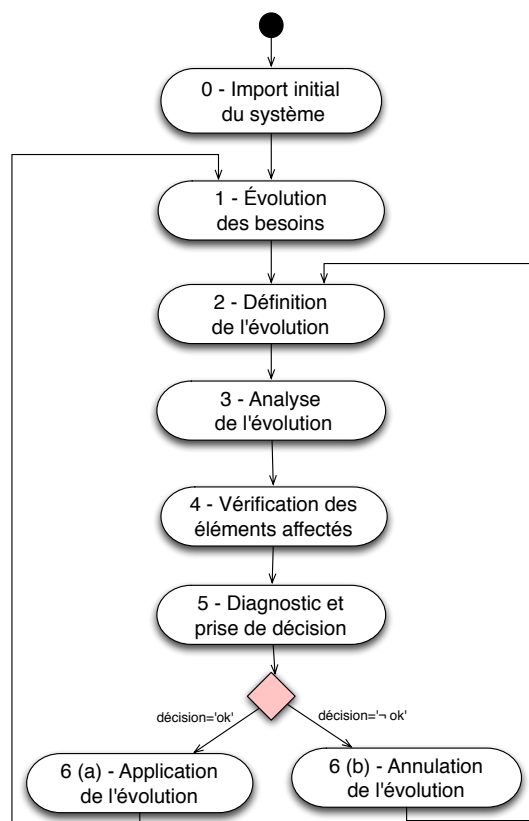 0 - Import initial
du système
1 - Évolution
des besoins
2 - Définition
de l'évolution
3 - Analyse
de l'évolution
4 - Vérification des
éléments affectés
5 - Diagnostic et
prise de décision
décision='ok'
décision='¬ ok'
6 (a) - Application
de l'évolution
6 (b) - Annulation
de l'évolution